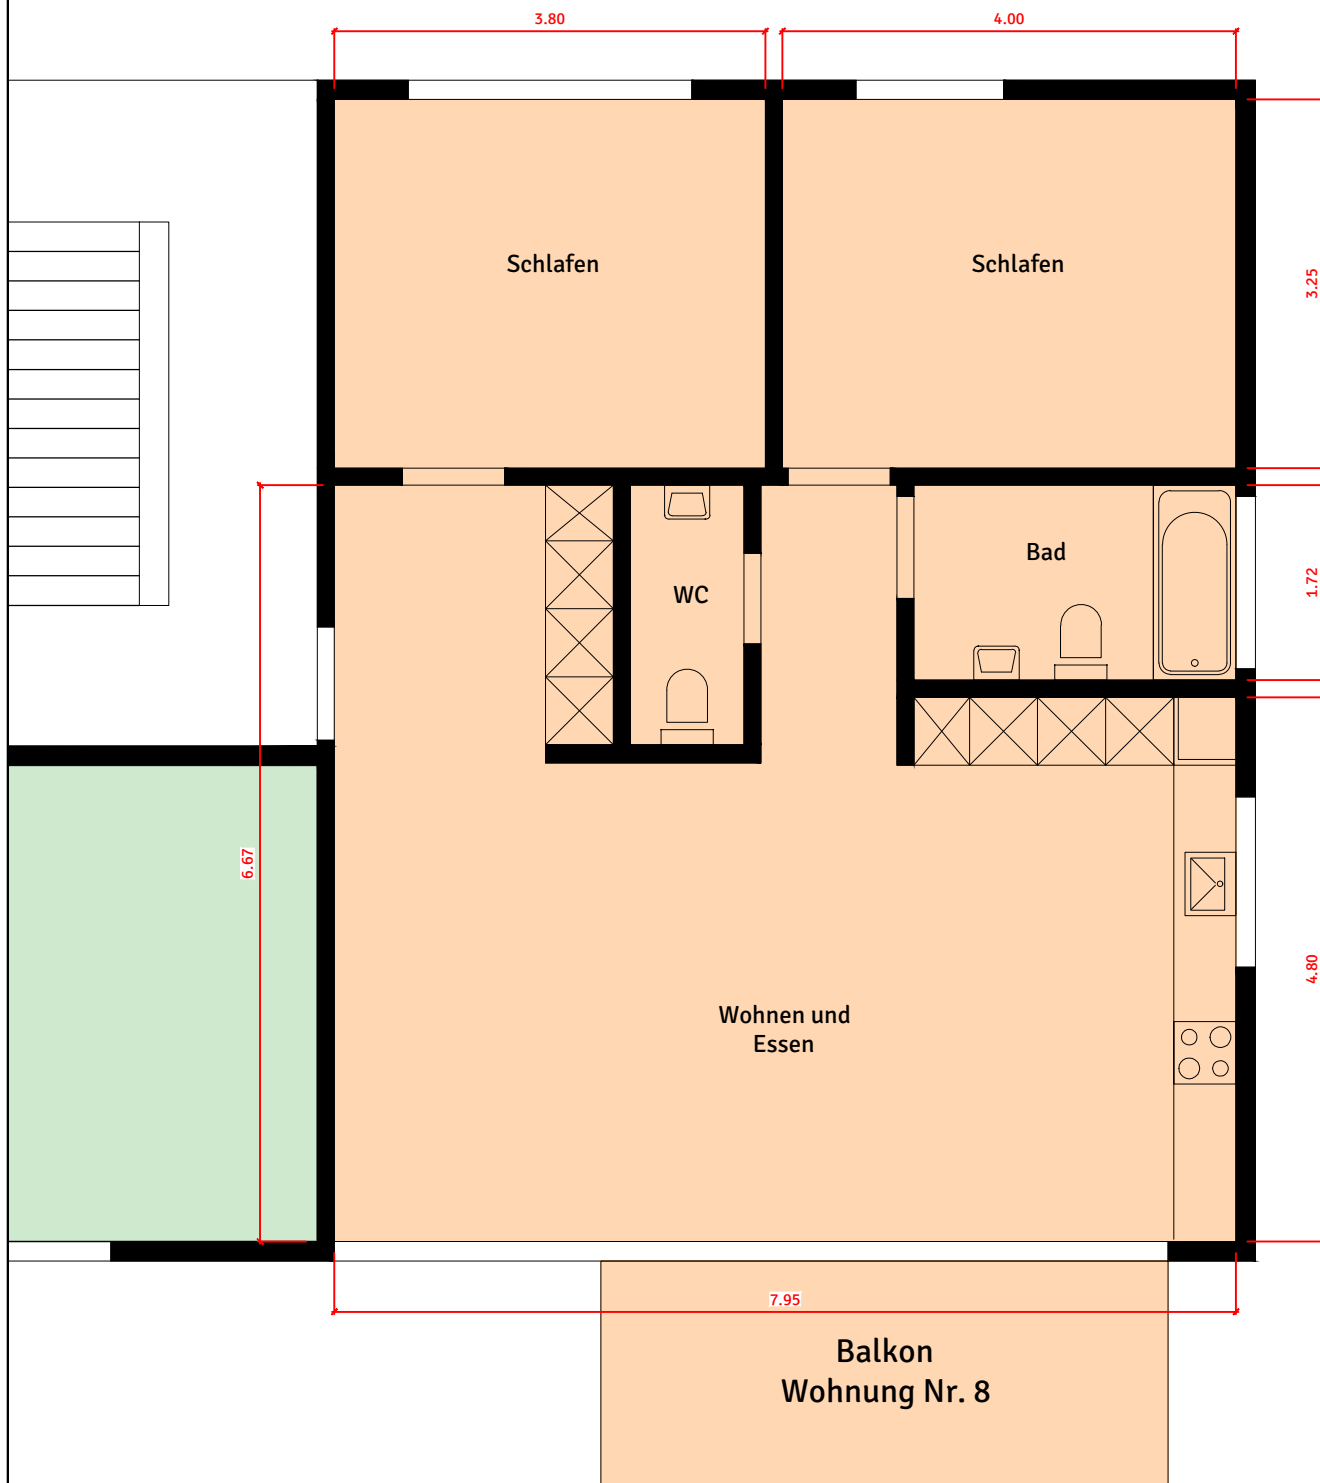 3.80
4.00
Schlafen
Schlafen
3.25
Bad
WC
1.72
6.67
4.80
Wohnen und
Essen
7.95
Balkon
Wohnung Nr. 8